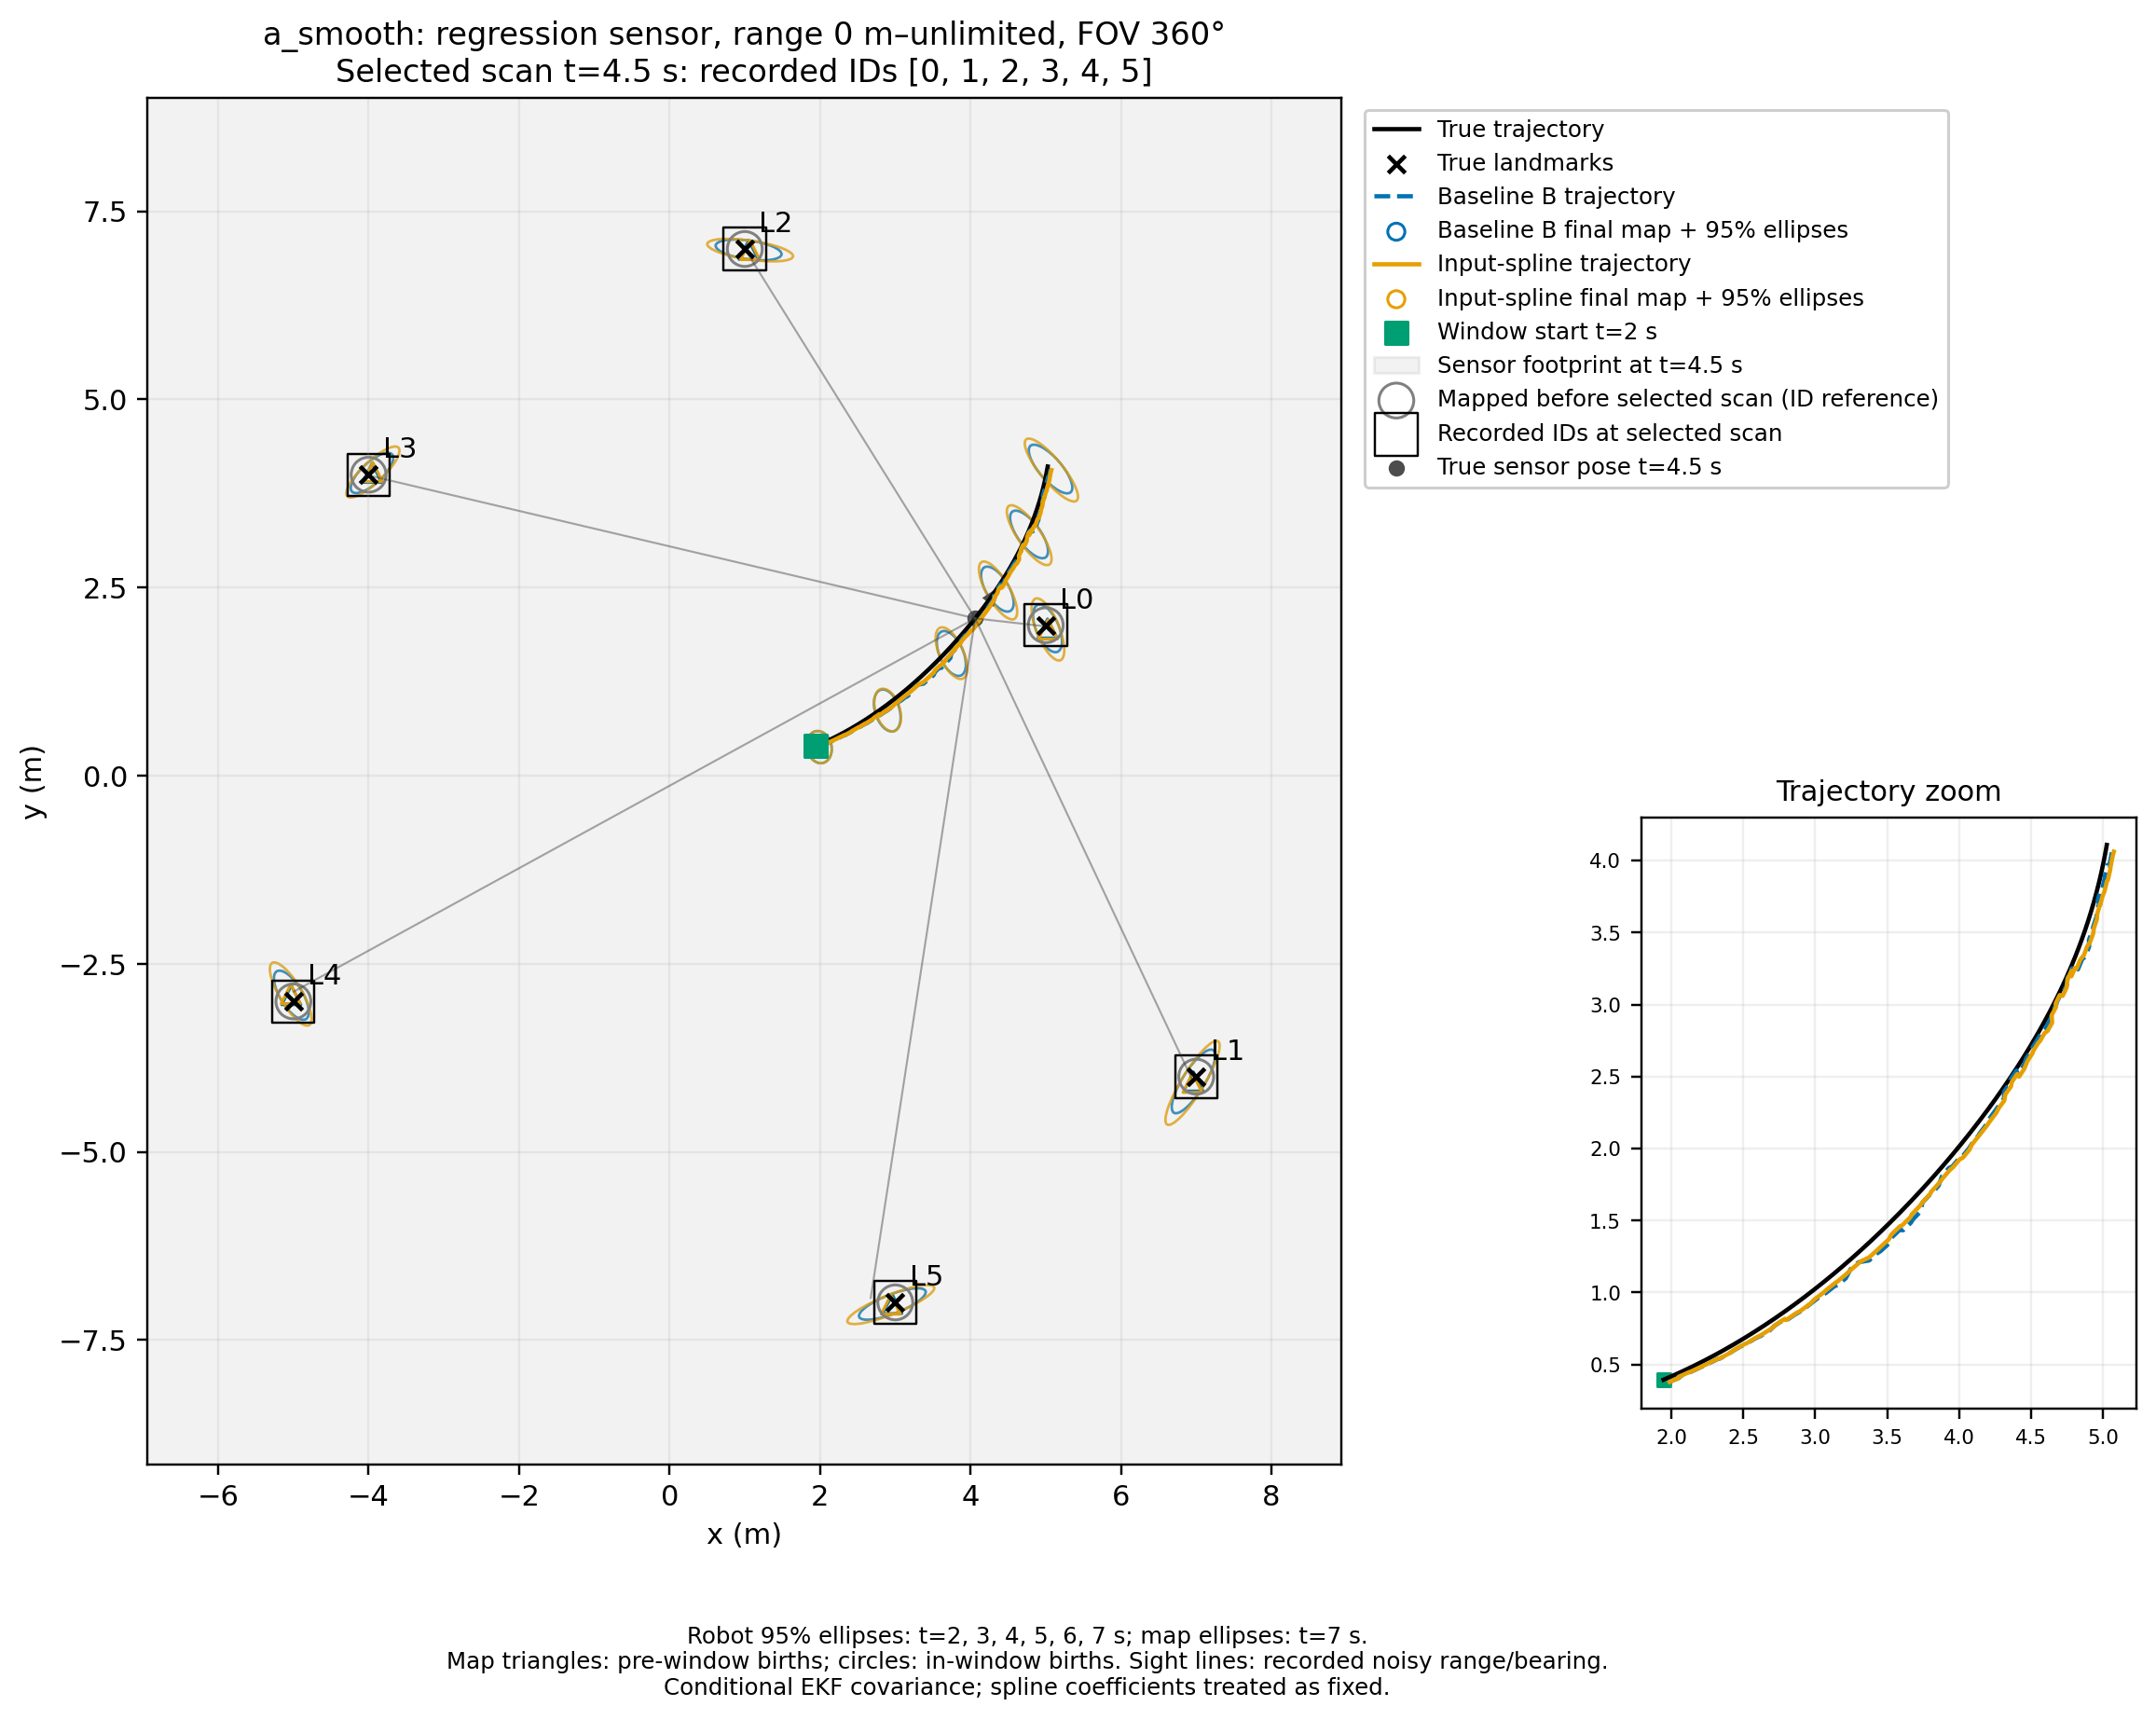 a_smooth: regression sensor, range 0 m–unlimited, FOV 360°
Selected scan t=4.5 s: recorded IDs [0, 1, 2, 3, 4, 5]
True trajectory
True landmarks
Baseline B trajectory
Baseline B final map + 95% ellipses
Input-spline trajectory
Input-spline final map + 95% ellipses
Window start t=2 s
Sensor footprint at t=4.5 s
Mapped before selected scan (ID reference)
Recorded IDs at selected scan
True sensor pose t=4.5 s
y (m)
7.5
5.0
2.5
0.0
−2.5
−5.0
−7.5
L2
L3
L0
L4
L1
L5
−6
−4
−2
0
2
4
6
8
x (m)
Trajectory zoom
4.0
3.5
3.0
2.5
2.0
1.5
1.0
0.5
2.0
2.5
3.0
3.5
4.0
4.5
5.0
Robot 95% ellipses: t=2, 3, 4, 5, 6, 7 s; map ellipses: t=7 s.
Map triangles: pre-window births; circles: in-window births. Sight lines: recorded noisy range/bearing.
Conditional EKF covariance; spline coefficients treated as fixed.